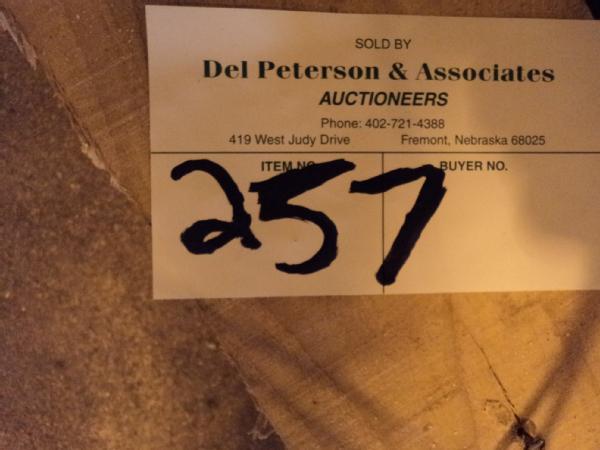 SOLD BY
Del Peterson & Associates
AUCTIONEERS
Phone: 402-721-4388
419 West Judy Drive Fremont, Nebraska 68025
ITEM NO. BUYER NO.
257